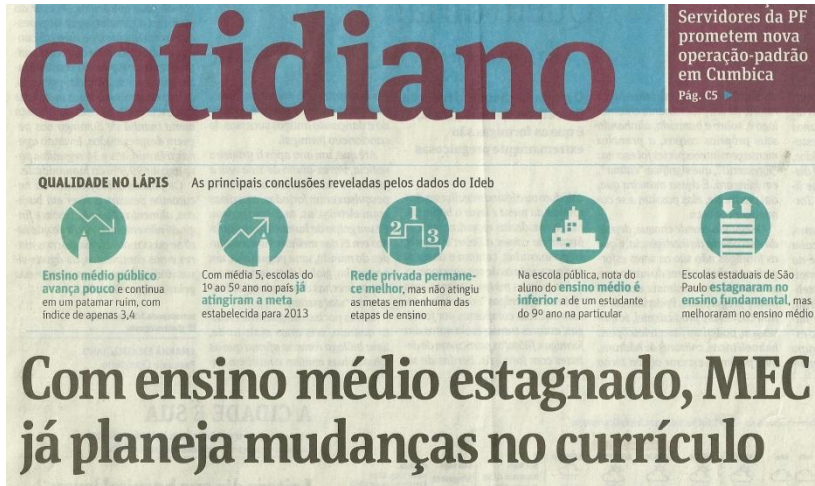 cotidiano
Servidores da PF
prometem nova
operação-padrão
em Cumbica
Pág. C5
QUALIDADE NO LÁPIS As principais conclusões reveladas pelos dados do Ideb
Ensino médio público
avança pouco e continua
em um patamar ruim, com
índice de apenas 3,4
Com média 5, escolas do
1º ao 5º ano no país já
atingiram a meta
estabelecida para 2013
1
2
3
Rede privada permane-
ce melhor, mas não atingiu
as metas em nenhuma das
etapas de ensino
Na escola pública, nota do
aluno do ensino médio é
inferior a de um estudante
do 9º ano na particular
Escolas estaduais de São
Paulo estagnaram no
ensino fundamental, mas
melhoraram no ensino médio
Com ensino médio estagnado, MEC
já planeja mudanças no currículo